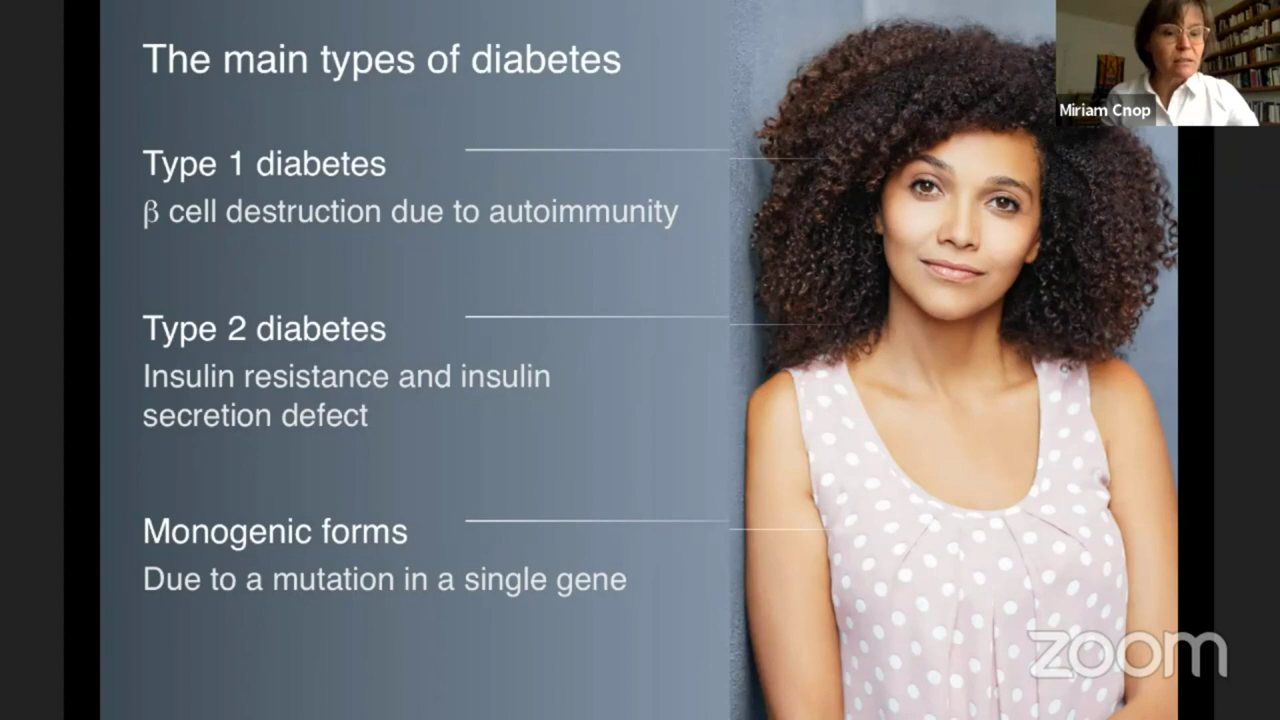 The main types of diabetes
Type 1 diabetes
β cell destruction due to autoimmunity
Type 2 diabetes
Insulin resistance and insulin
secretion defect
Monogenic forms
Due to a mutation in a single gene
Miriam Cnop
zoom